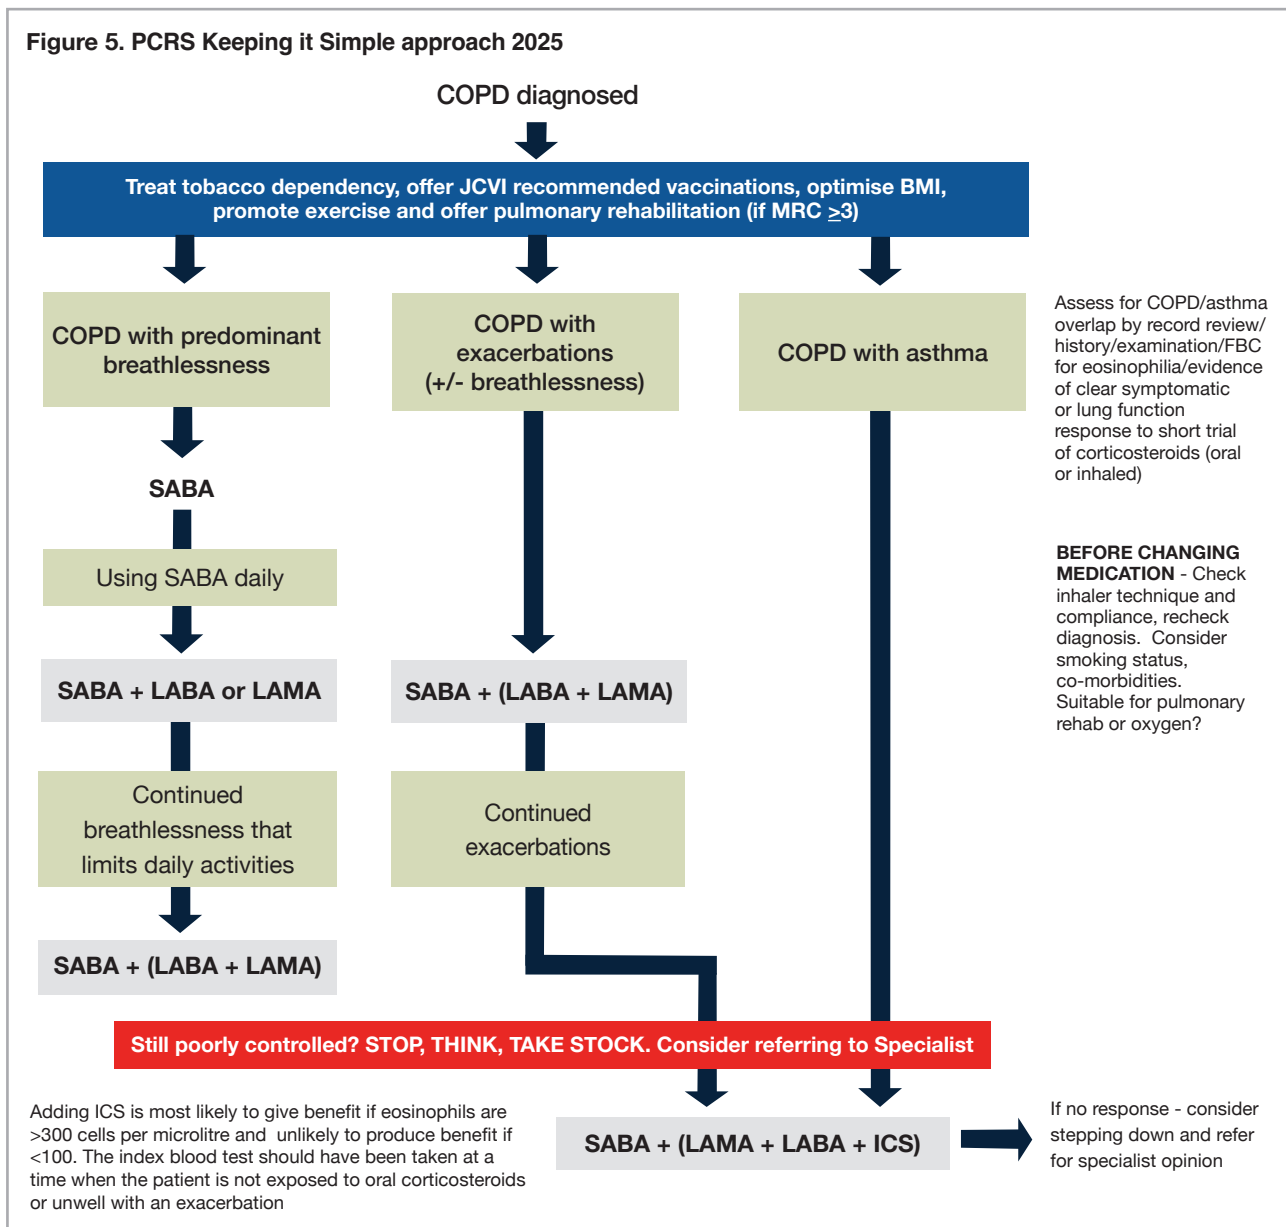 Figure 5. PCRS Keeping it Simple approach 2025
COPD diagnosed
Treat tobacco dependency, offer JCVI recommended vaccinations, optimise BMI,
promote exercise and offer pulmonary rehabilitation (if MRC ≥3)
COPD with predominant
breathlessness
COPD with
exacerbations
(+/- breathlessness)
COPD with asthma
Assess for COPD/asthma
overlap by record review/
history/examination/FBC
for eosinophilia/evidence
of clear symptomatic
or lung function
response to short trial
of corticosteroids (oral
or inhaled)
SABA
Using SABA daily
BEFORE CHANGING
MEDICATION - Check
inhaler technique and
compliance, recheck
diagnosis. Consider
smoking status,
co-morbidities.
Suitable for pulmonary
rehab or oxygen?
SABA + LABA or LAMA
SABA + (LABA + LAMA)
Continued
breathlessness that
limits daily activities
Continued
exacerbations
SABA + (LABA + LAMA)
Still poorly controlled? STOP, THINK, TAKE STOCK. Consider referring to Specialist
Adding ICS is most likely to give benefit if eosinophils are
>300 cells per microlitre and unlikely to produce benefit if
<100. The index blood test should have been taken at a
time when the patient is not exposed to oral corticosteroids
or unwell with an exacerbation
SABA + (LAMA + LABA + ICS)
If no response - consider
stepping down and refer
for specialist opinion